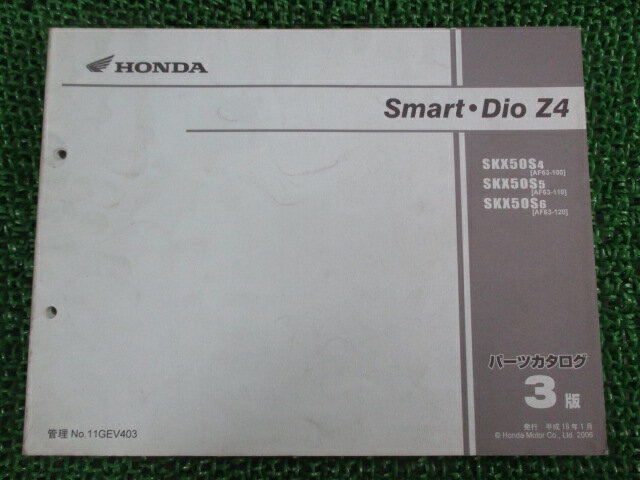 HONDA
Smart・Dio Z4
SKX50S4
[AF63-100]
SKX50S5
[AF63-110]
SKX50S6
[AF63-120]
パーツカタログ
3 版
発行 平成18年1月
© Honda Motor Co., Ltd. 2006
管理 No.11GEV403